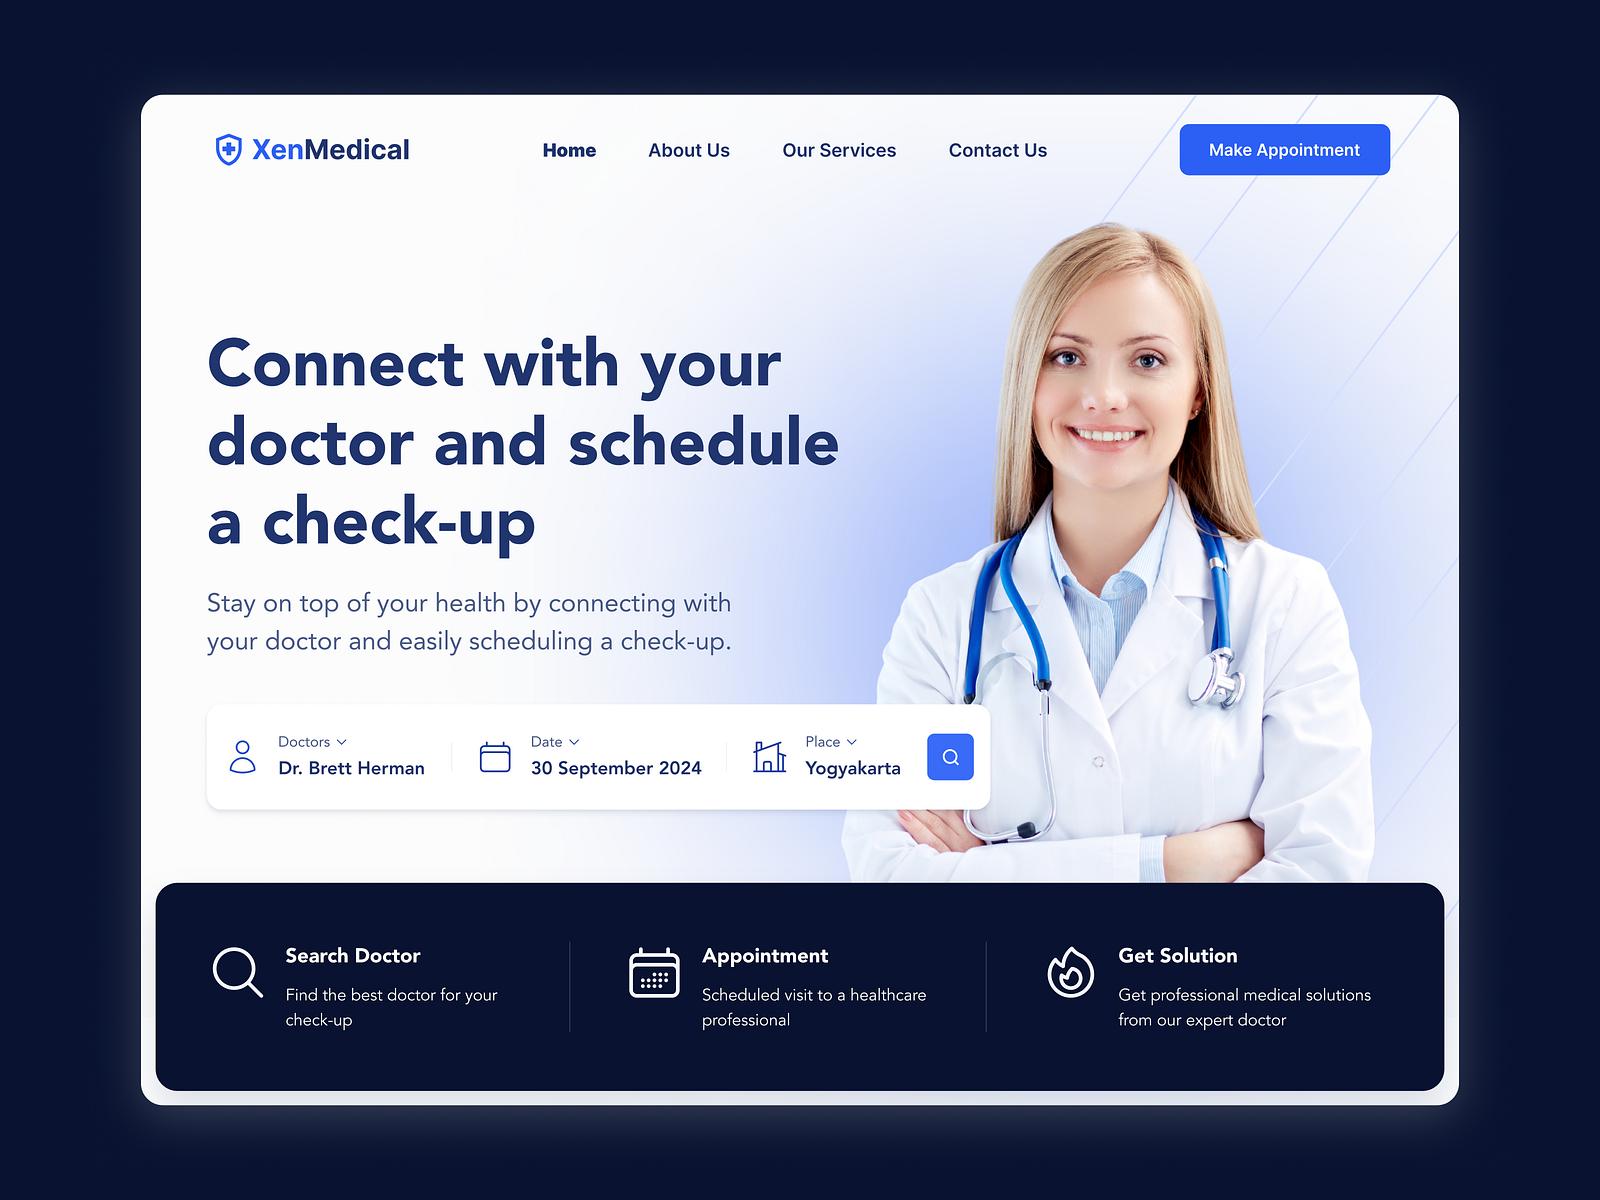 XenMedical
Home
About Us
Our Services
Contact Us
Make Appointment
Connect with your
doctor and schedule
a check-up
Stay on top of your health by connecting with
your doctor and easily scheduling a check-up.
Doctors
Dr. Brett Herman
Date
30 September 2024
Place
Yogyakarta
Search Doctor
Find the best doctor for your
check-up
Appointment
Scheduled visit to a healthcare
professional
Get Solution
Get professional medical solutions
from our expert doctor